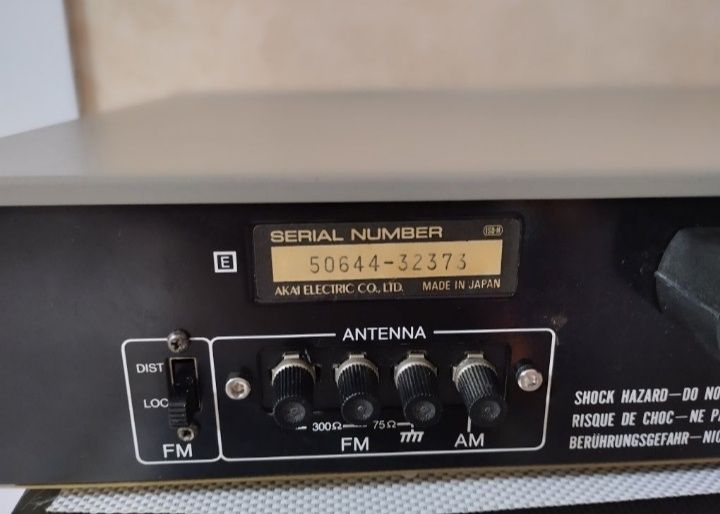 SERIAL NUMBER
E
50644-32373
AKAI ELECTRIC CO., LTD. MADE IN JAPAN
ANTENNA
DIST
LOC
300Ω 75Ω
FM
FM
AM
SHOCK HAZARD—DO NO
RISQUE DE CHOC—NE
BERÜHRUNGSGEFAHR—NIC